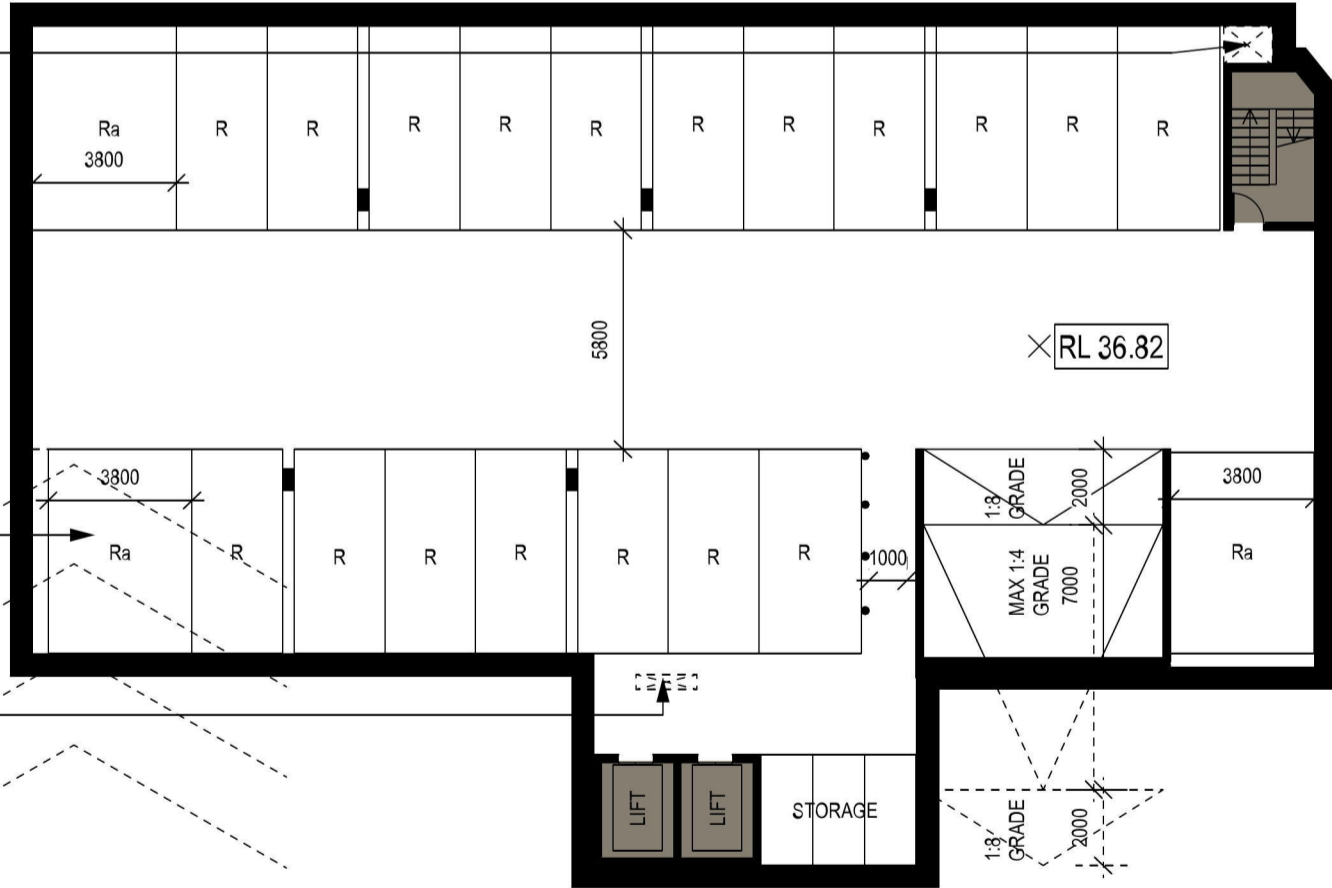 Ra R R R R R R R R R R R
3800
5800
RL 36.82
3800
1:8
GRADE
2000
3800
Ra R R R R R R R
1000
MAX 1:4
GRADE
7000
Ra
LIFT
LIFT
STORAGE
1:8
GRADE
2000